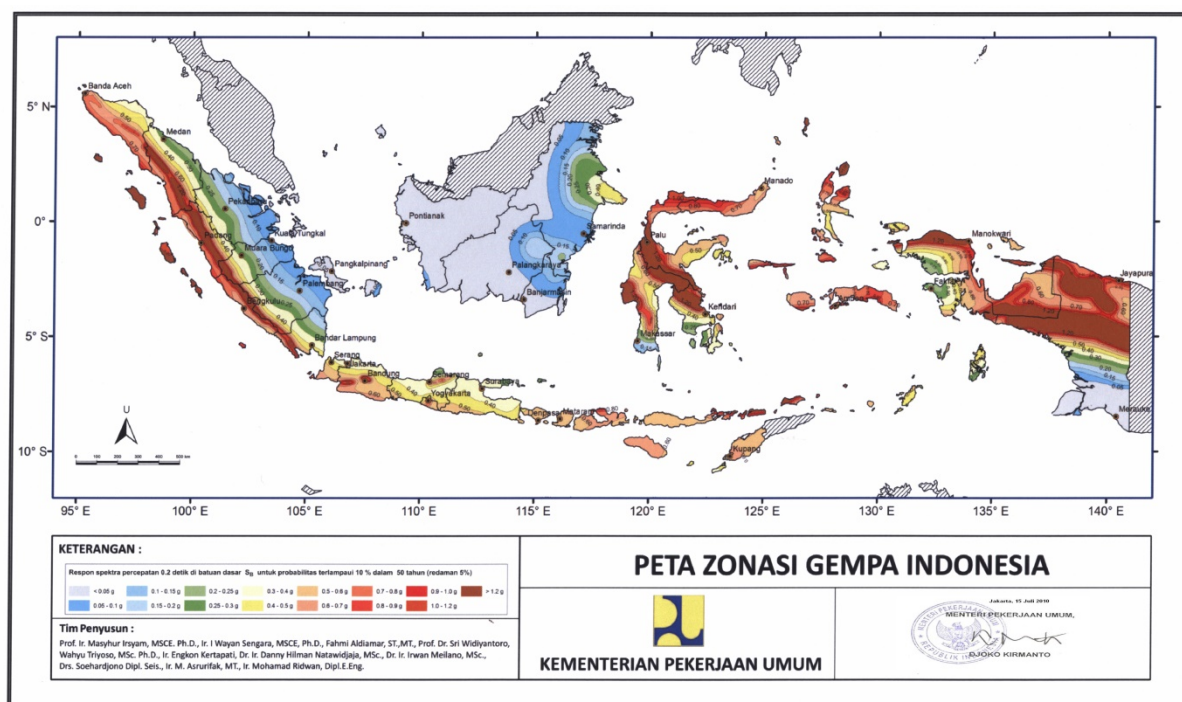 5° N
0°
5° S
10° S
Banda Aceh
Medan
Padang
Kuala Tungkal
Muara Bungo
Pangkalpinang
Palembang
Bengkulu
Bandar Lampung
Serang
Jakarta
Bandung
Semarang
Yogyakarta
Surabaya
Denpasar
Mataram
Kupang
Pontianak
Palangkaraya
Banjarmasin
Samarinda
Palu
Manado
Makassar
Kendari
Manokwari
Jayapura
Merauke
U
0 100 200 300 400 500 km
95° E 100° E 105° E 110° E 115° E 120° E 125° E 130° E 135° E 140° E
KETERANGAN :
Respon spektra percepatan 0.2 detik di batuan dasar SB untuk probabilitas terlampaui 10 % dalam 50 tahun (redaman 5%)
< 0.05 g 0.1 - 0.15 g 0.2 - 0.25 g 0.3 - 0.4 g 0.5 - 0.6 g 0.7 - 0.8 g 0.9 - 1.0 g > 1.2 g
0.05 - 0.1 g 0.15 - 0.2 g 0.25 - 0.3 g 0.4 - 0.5 g 0.6 - 0.7 g 0.8 - 0.9 g 1.0 - 1.2 g
Tim Penyusun :
Prof. Ir. Masyhur Irsyam, MSCE. Ph.D., Ir. I Wayan Sengara, MSCE, Ph.D., Fahmi Aldiamar, ST.,MT., Prof. Dr. Sri Widiyantoro,
Wahyu Triyoso, MSc. Ph.D., Ir. Engkon Kertapati, Dr. Ir. Danny Hilman Natawidjaja, MSc., Dr. Ir. Irwan Meilano, MSc.,
Drs. Soehardjono Dipl. Seis., Ir. M. Asrurifak, MT., Ir. Mohamad Ridwan, Dipl.E.Eng.
PETA ZONASI GEMPA INDONESIA
KEMENTERIAN PEKERJAAN UMUM
Jakarta, 15 Juli 2010
MENTERI PEKERJAAN UMUM,
DJOKO KIRMANTO